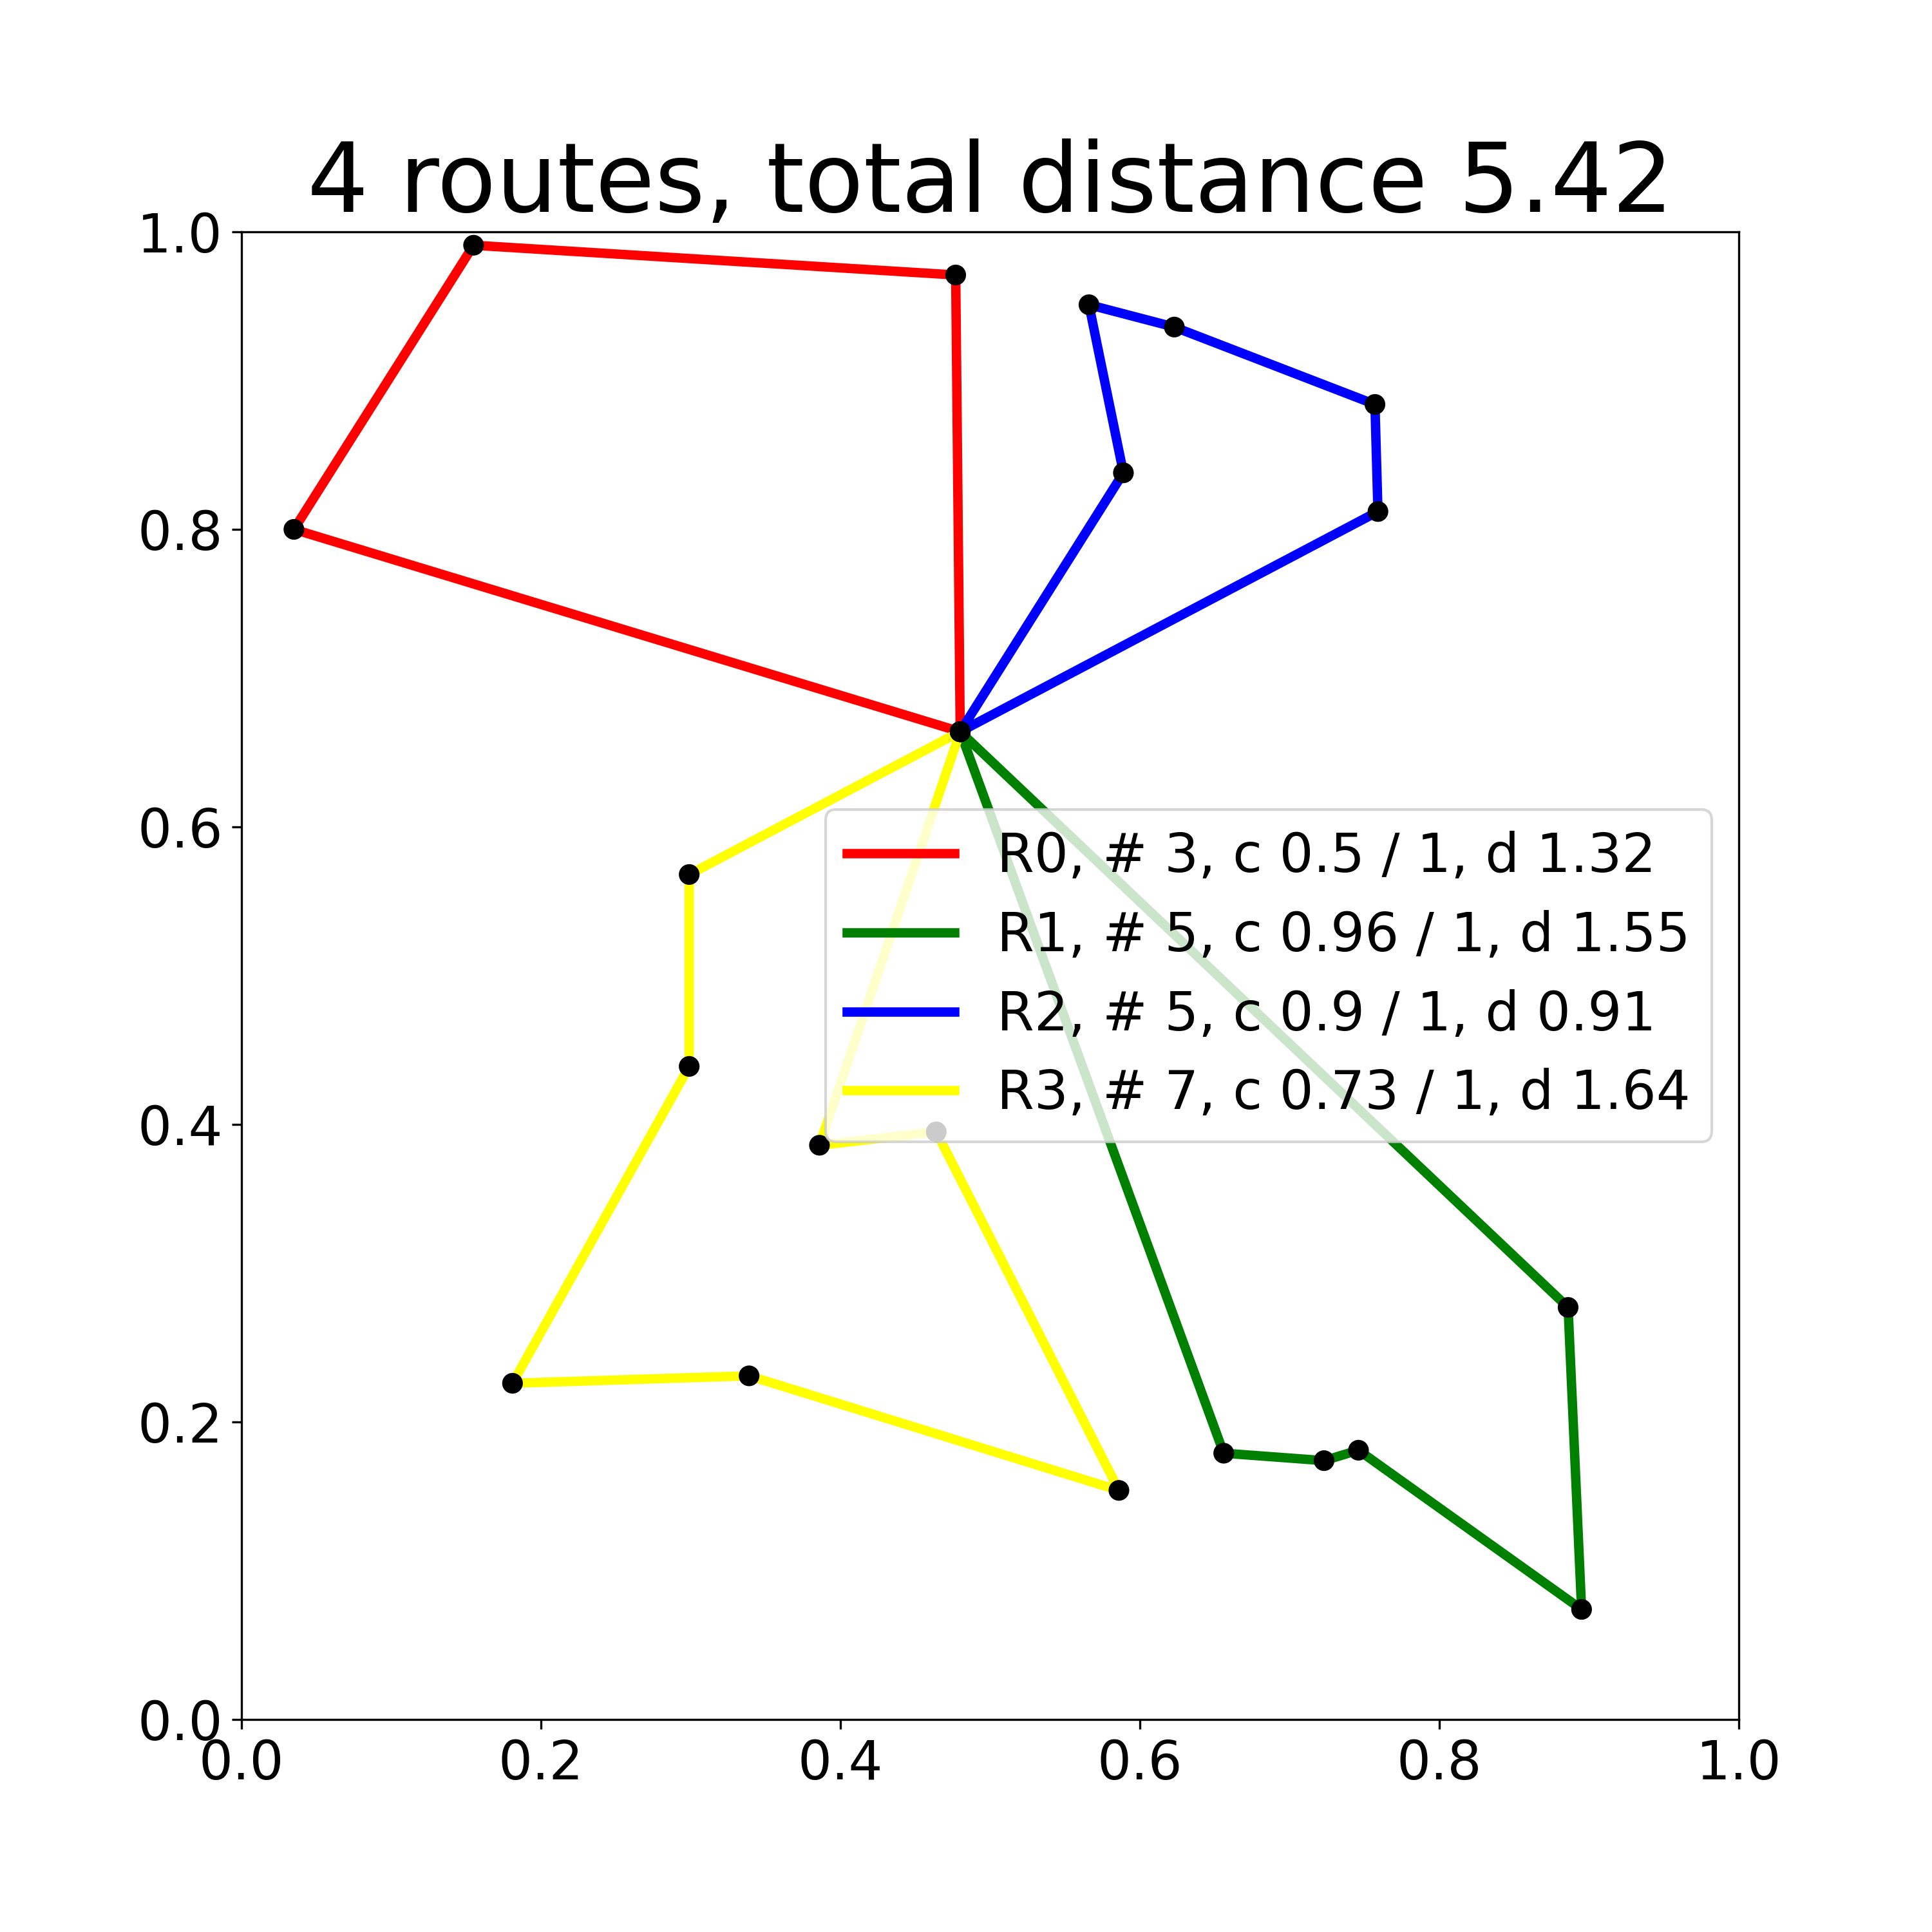 4 routes, total distance 5.42
1.0
0.8
0.6
0.4
0.2
0.0
R0, # 3, c 0.5 / 1, d 1.32
R1, # 5, c 0.96 / 1, d 1.55
R2, # 5, c 0.9 / 1, d 0.91
R3, # 7, c 0.73 / 1, d 1.64
0.0 0.2 0.4 0.6 0.8 1.0